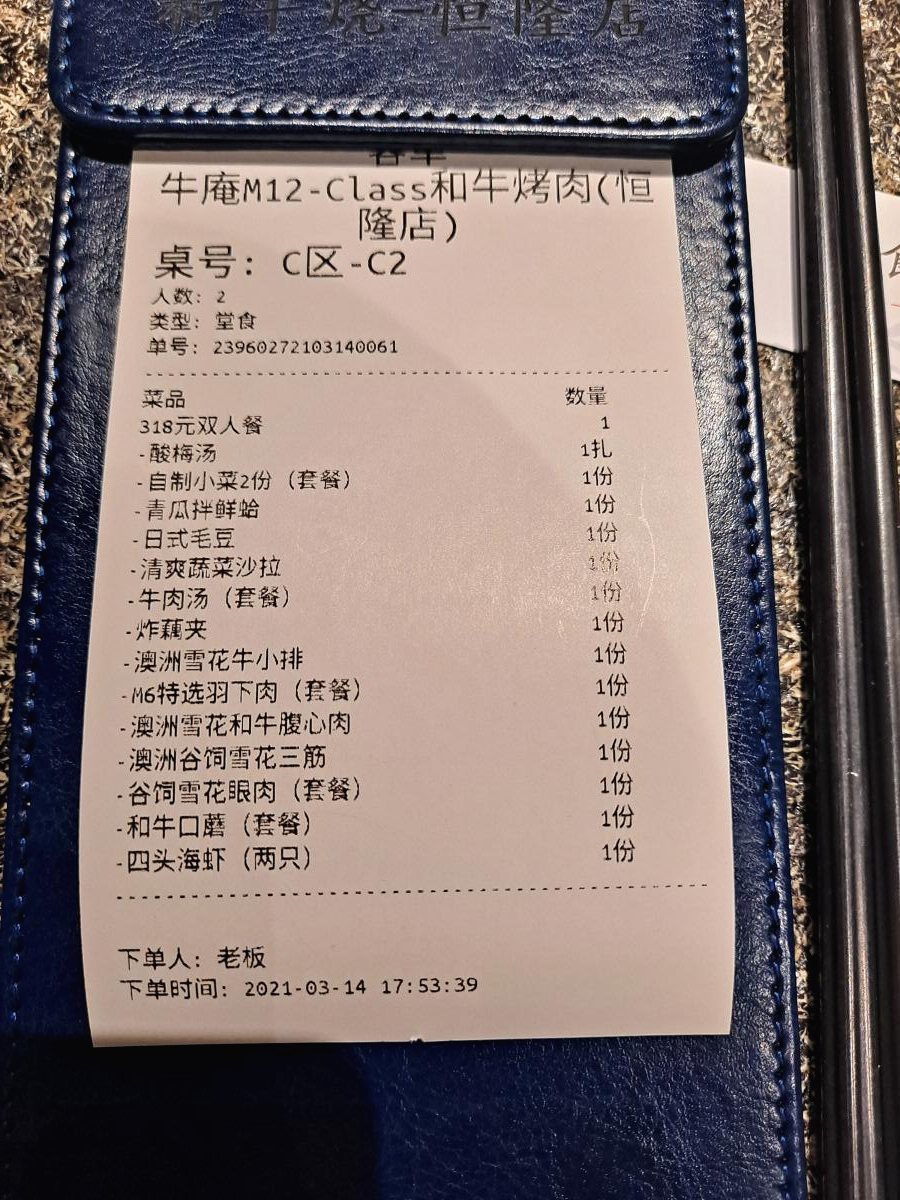 和牛烧-恒隆店
客单
牛庵M12-Class和牛烤肉(恒
隆店)
桌号: C区-C2
人数: 2
类型: 堂食
单号: 23960272103140061
菜品 数量
318元双人餐 1
-酸梅汤 1扎
-自制小菜2份 (套餐) 1份
-青瓜拌鲜蛤 1份
-日式毛豆 1份
-清爽蔬菜沙拉 1份
-牛肉汤 (套餐) 1份
-炸藕夹 1份
-澳洲雪花牛小排 1份
-M6特选羽下肉 (套餐) 1份
-澳洲雪花和牛腹心肉 1份
-澳洲谷饲雪花三筋 1份
-谷饲雪花眼肉 (套餐) 1份
-和牛口蘑 (套餐) 1份
-四头海虾 (两只) 1份
下单人: 老板
下单时间: 2021-03-14 17:53:39